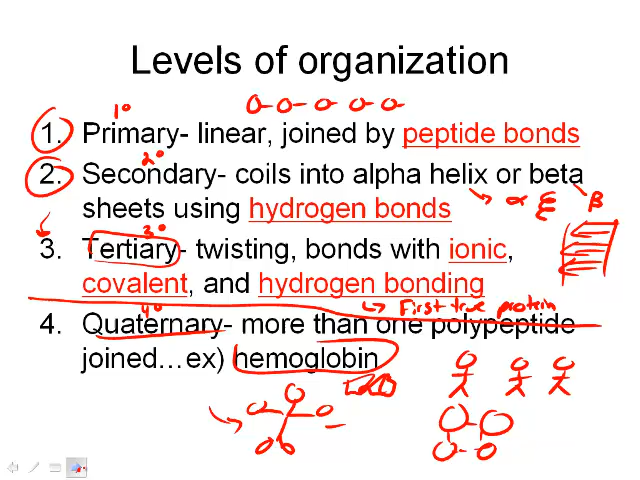 Levels of organization
1°
1. Primary- linear, joined by peptide bonds
2°
2. Secondary- coils into alpha helix or beta
sheets using hydrogen bonds
α β
3°
3. Tertiary- twisting, bonds with ionic,
covalent, and hydrogen bonding
4° First true protein
4. Quaternary- more than one polypeptide
joined...ex) hemoglobin